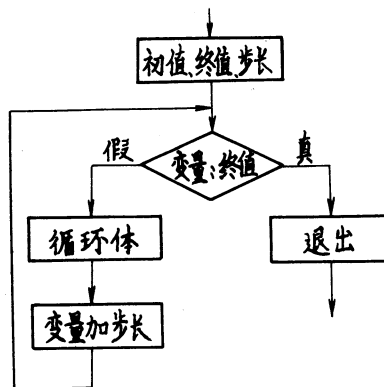 初值、终值、步长
假
变量:终值
真
循环体
退出
变量加步长